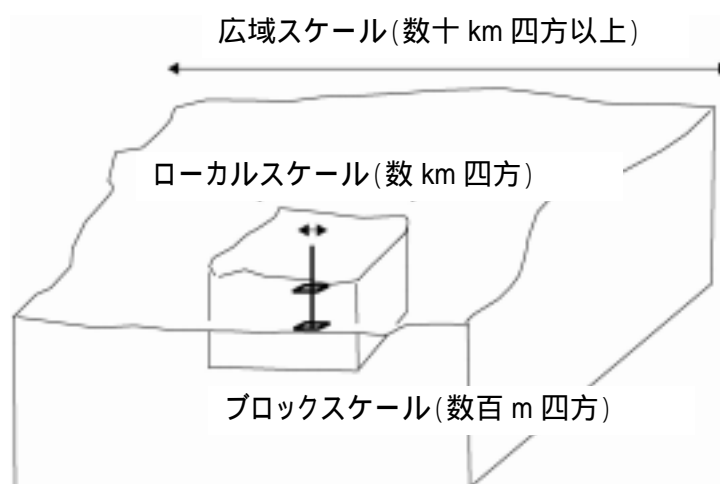 広域スケール(数十 km 四方以上)
ローカルスケール(数 km 四方)
ブロックスケール(数百 m 四方)